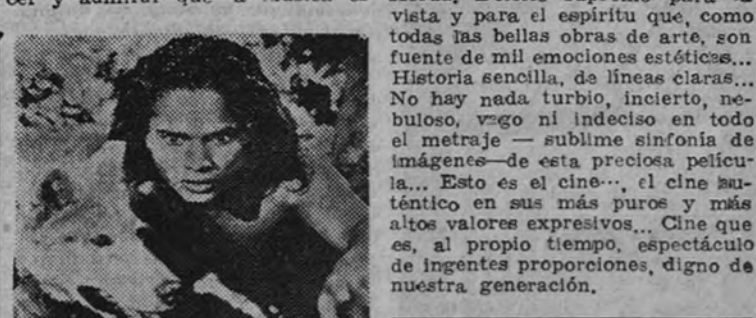 cer y admirar que a
vista y para el espíritu que, como
todas las bellas obras de arte, son
fuente de mil emociones estéticas...
Historia sencilla, de líneas claras...
No hay nada turbio, incierto, ne-
buloso, vago ni indeciso en todo
el metraje — sublime sinfonía de
imágenes—de esta preciosa pelícu-
la... Esto es el cine..., el cine au-
téntico en sus más puros y más
altos valores expresivos... Cine que
es, al propio tiempo, espectáculo
de ingentes proporciones, digno de
nuestra generación.